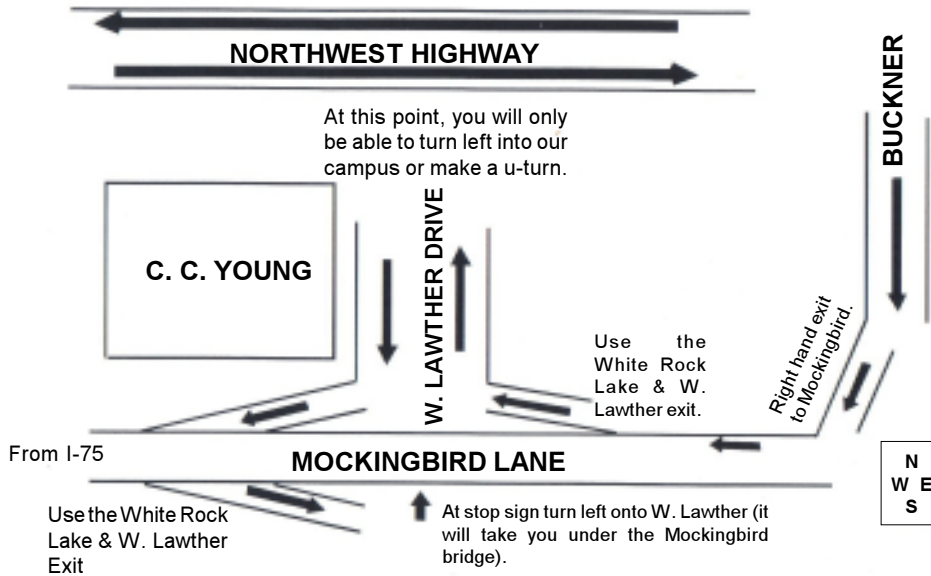 NORTHWEST HIGHWAY
BUCKNER
At this point, you will only
be able to turn left into our
campus or make a u-turn.
C. C. YOUNG
W. LAWTHER DRIVE
Use the
White Rock
Lake & W.
Lawther exit.
Right hand exit
to Mockingbird.
From I-75
MOCKINGBIRD LANE
N
W E
S
Use the White Rock
Lake & W. Lawther
Exit
At stop sign turn left onto W. Lawther (it
will take you under the Mockingbird
bridge).